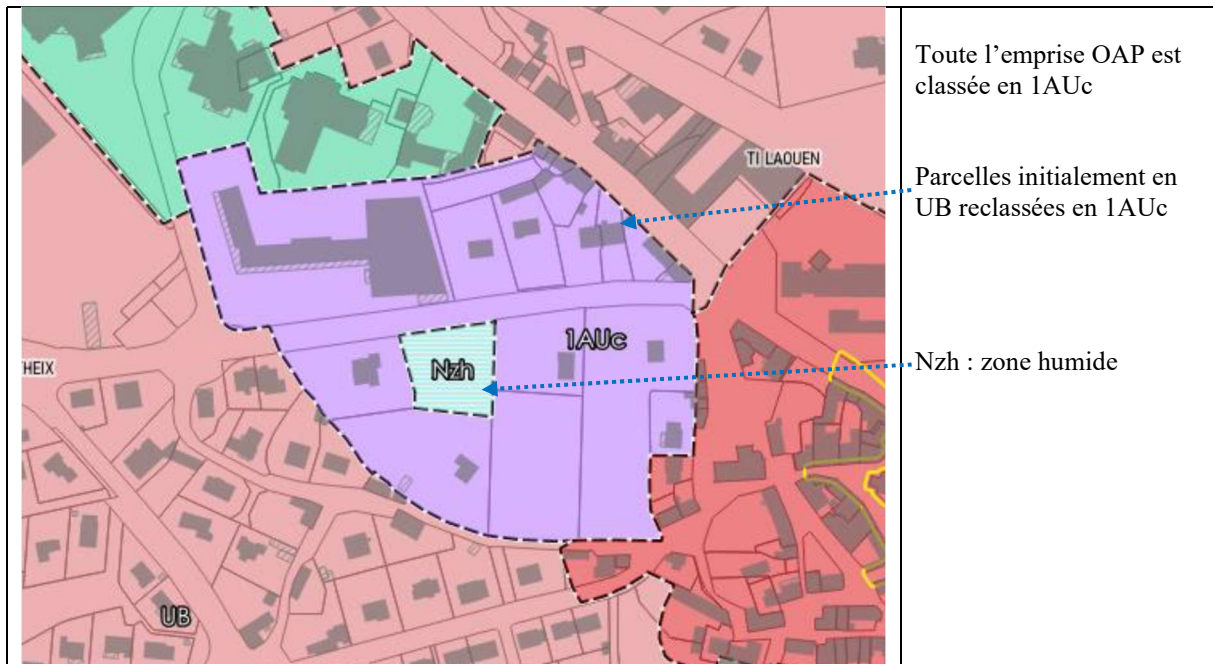 TI LAOUEN
1AUc
Nzh
THEIX
UB
Toute l’emprise OAP est
classée en 1AUc
Parcelles initialement en
UB reclassées en 1AUc
Nzh : zone humide